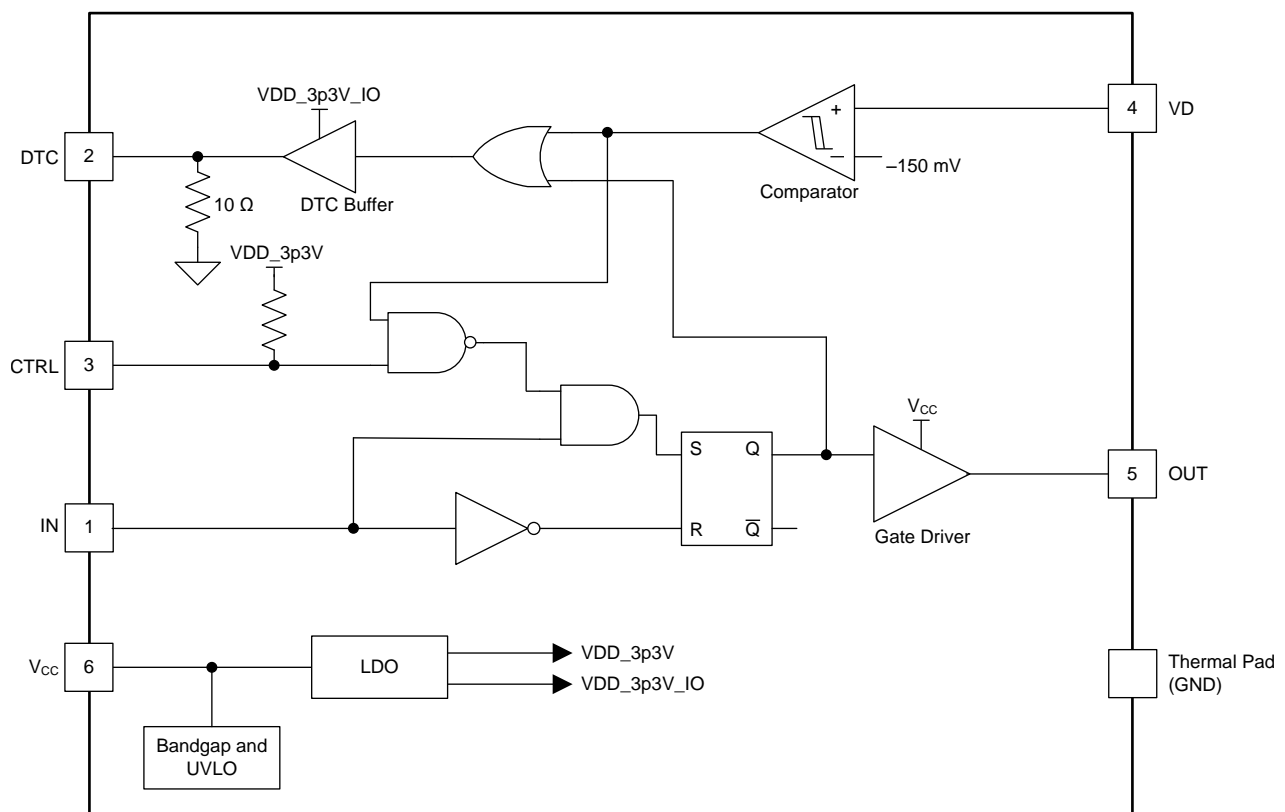 VDD_3p3V_IO
DTC
2
10 Ω
DTC Buffer
+
−
–150 mV
Comparator
4
VD
VDD_3p3V
CTRL
3
S
Q
R
Q̅
VCC
Gate Driver
5
OUT
IN
1
VCC
6
LDO
VDD_3p3V
VDD_3p3V_IO
Bandgap and
UVLO
Thermal Pad
(GND)